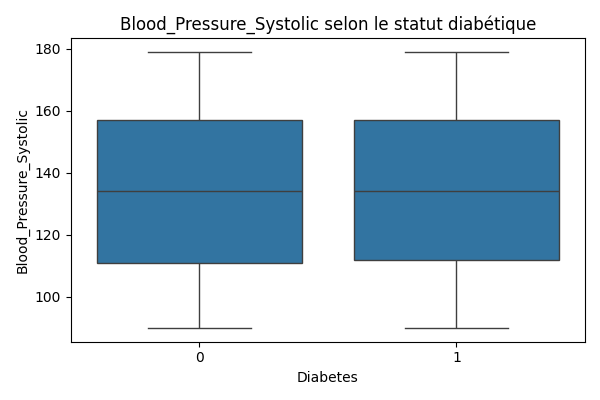 Blood_Pressure_Systolic selon le statut diabétique
Blood_Pressure_Systolic
180
160
140
120
100
0 1
Diabetes